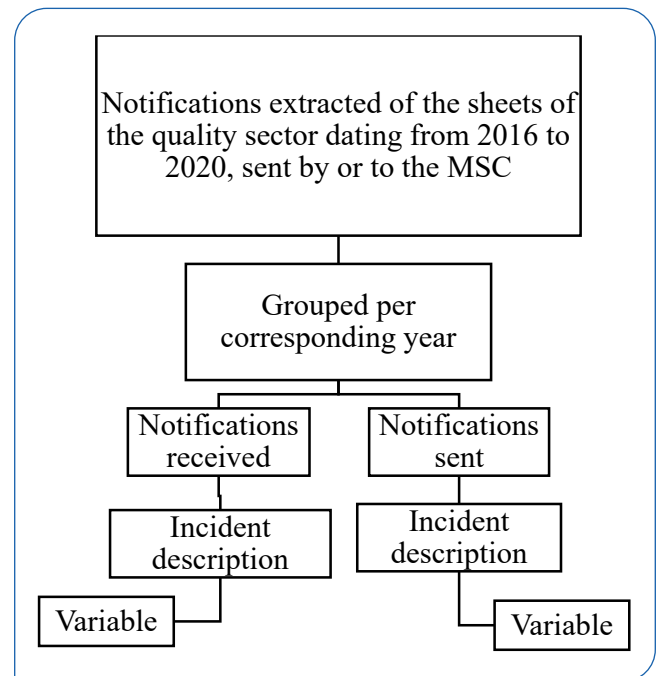 Notifications extracted of the sheets of
the quality sector dating from 2016 to
2020, sent by or to the MSC
Grouped per
corresponding year
Notifications
received
Notifications
sent
Incident
description
Incident
description
Variable
Variable